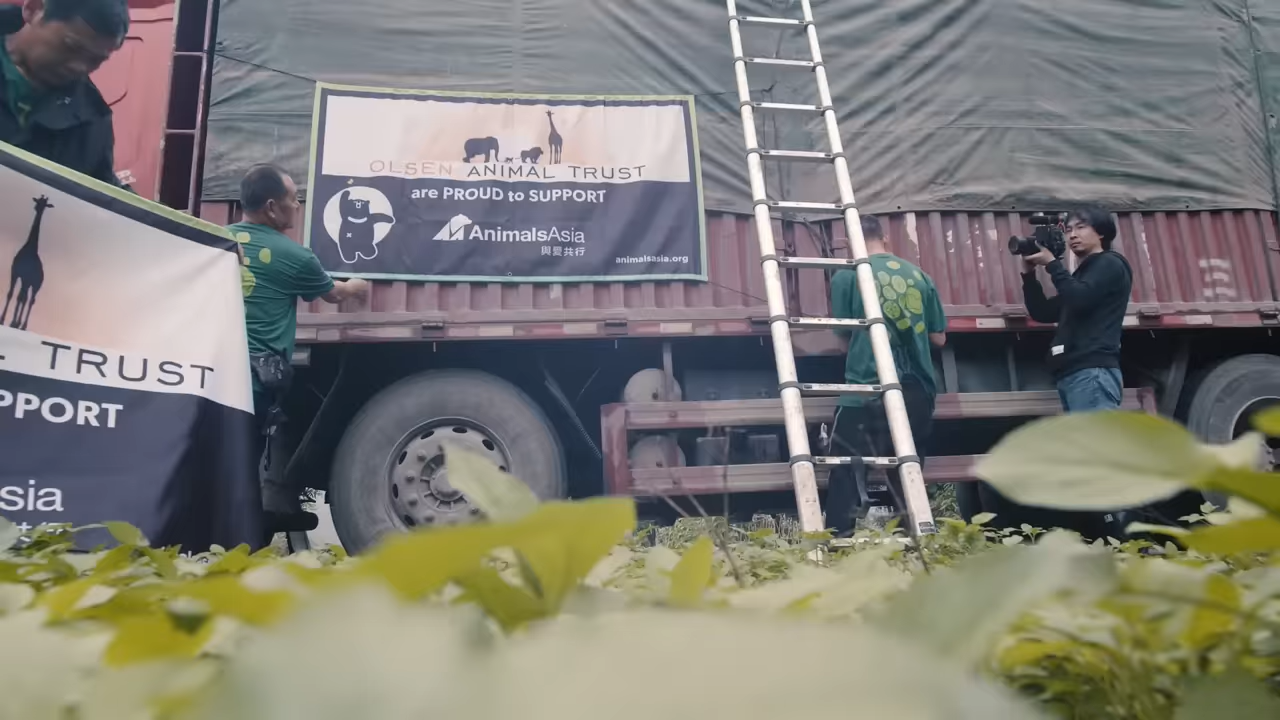 OLSEN ANIMAL TRUST
are PROUD to SUPPORT
AnimalsAsia
與愛共行
animalsasia.org
L TRUST
PPORT
sia